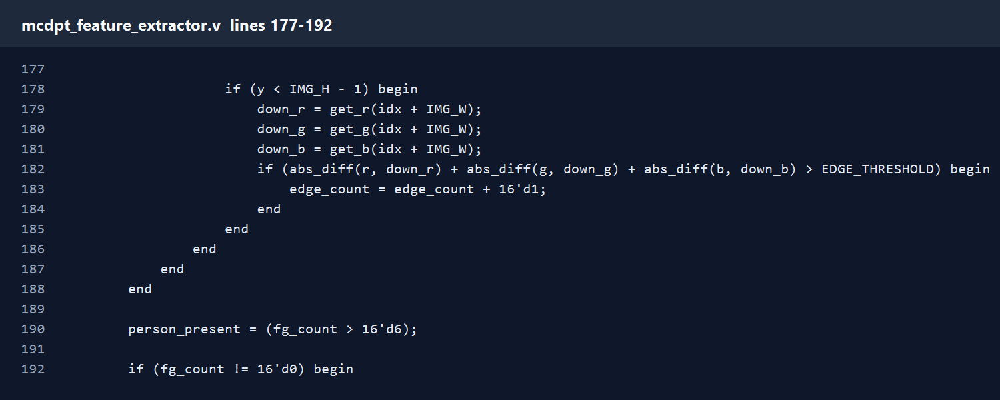 mcdpt_feature_extractor.v  lines 177-192
177
178                      if (y < IMG_H - 1) begin
179                          down_r = get_r(idx + IMG_W);
180                          down_g = get_g(idx + IMG_W);
181                          down_b = get_b(idx + IMG_W);
182                          if (abs_diff(r, down_r) + abs_diff(g, down_g) + abs_diff(b, down_b) > EDGE_THRESHOLD) begin
183                              edge_count = edge_count + 16'd1;
184                          end
185                      end
186                  end
187              end
188          end
189
190          person_present = (fg_count > 16'd6);
191
192          if (fg_count != 16'd0) begin